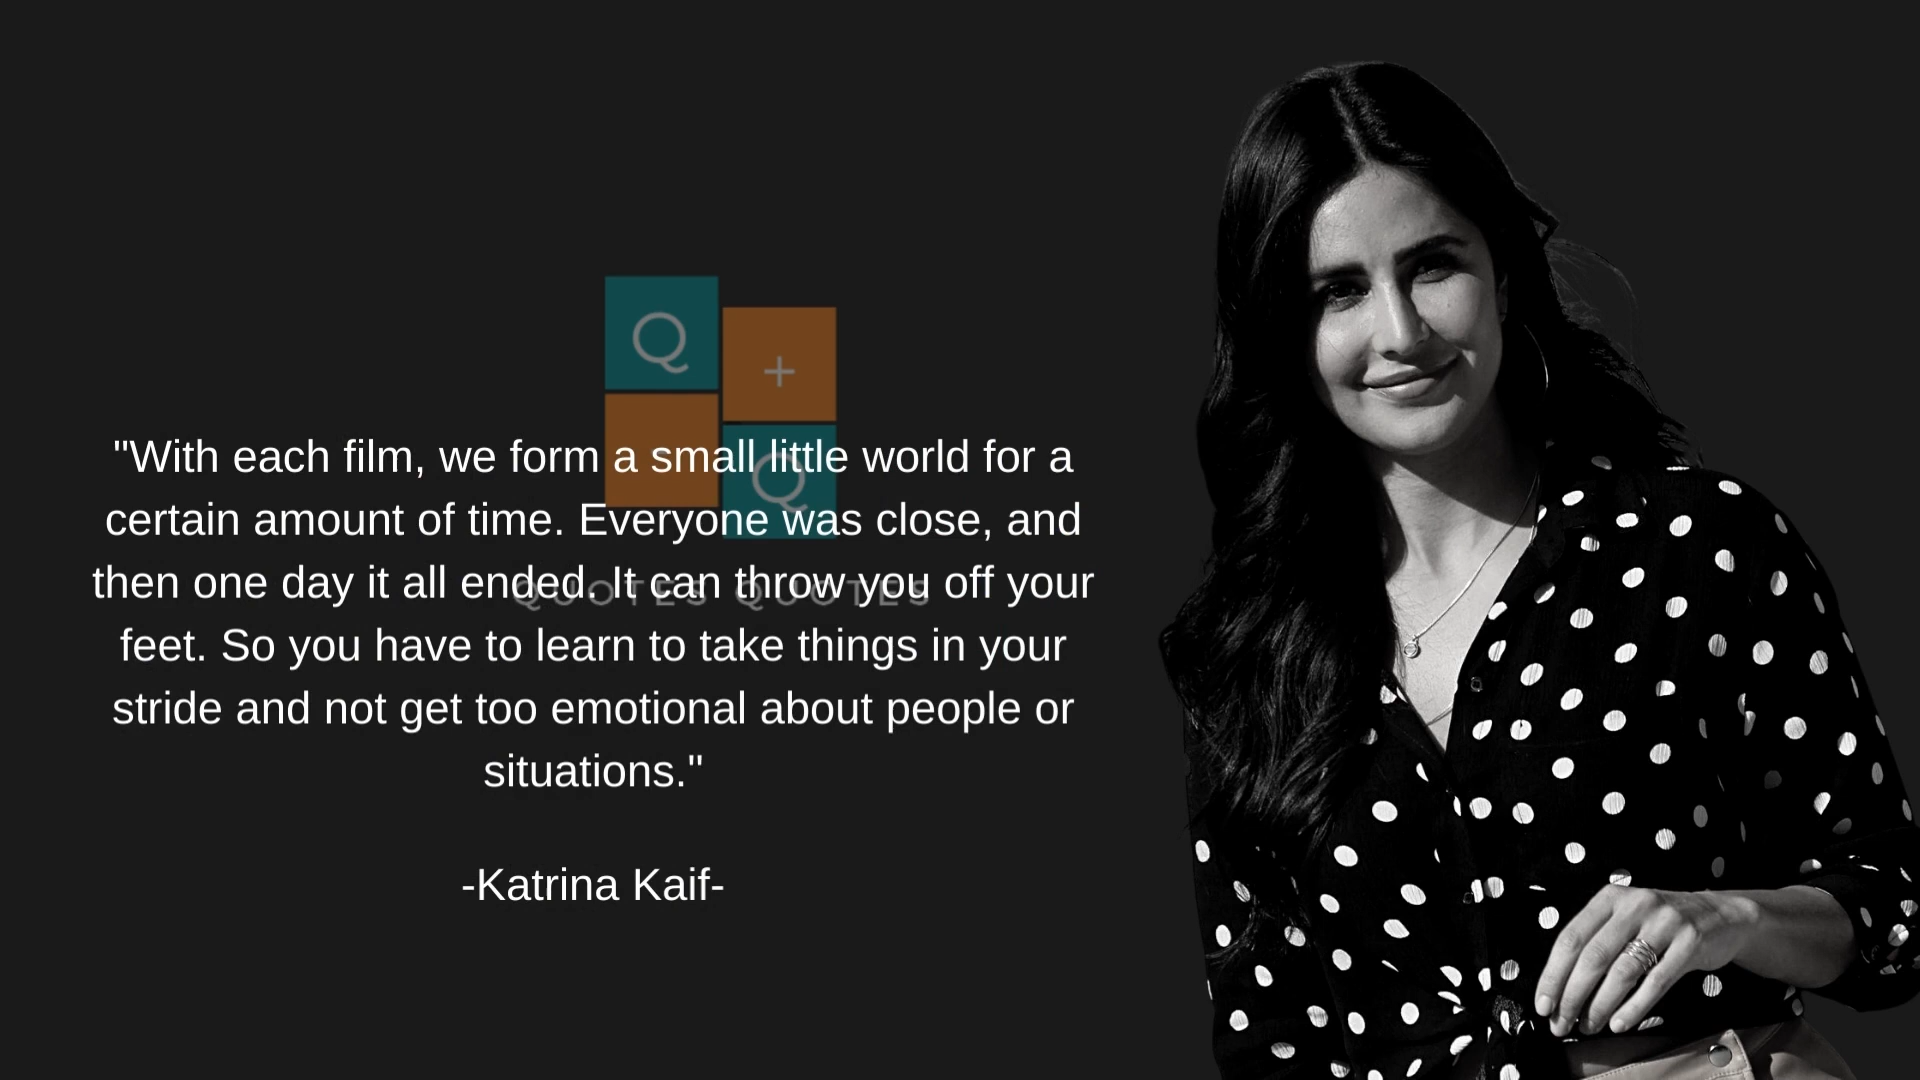 Q
+
Q
QUOTES QUOTES
"With each film, we form a small little world for a
certain amount of time. Everyone was close, and
then one day it all ended. It can throw you off your
feet. So you have to learn to take things in your
stride and not get too emotional about people or
situations."
-Katrina Kaif-